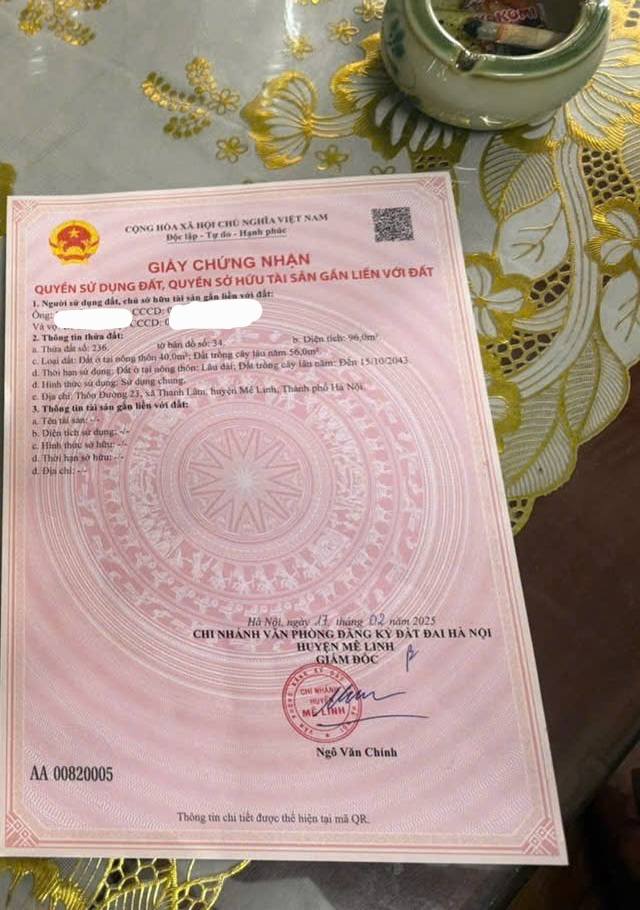 CỘNG HÒA XÃ HỘI CHỦ NGHĨA VIỆT NAM
Độc lập - Tự do - Hạnh phúc
GIẤY CHỨNG NHẬN
QUYỀN SỬ DỤNG ĐẤT, QUYỀN SỞ HỮU TÀI SẢN GẮN LIỀN VỚI ĐẤT
1. Người sử dụng đất, chủ sở hữu tài sản gắn liền với đất:
Ông: CCCD: 0
Và vợ CCCD: 0
2. Thông tin thửa đất:
a. Thửa đất số: 236 tờ bản đồ số: 34 b. Diện tích: 96,0m²
c. Loại đất: Đất ở tại nông thôn 40,0m²; Đất trồng cây lâu năm 56,0m².
d. Thời hạn sử dụng: Đất ở tại nông thôn: Lâu dài; Đất trồng cây lâu năm: Đến 15/10/2043.
đ. Hình thức sử dụng: Sử dụng chung.
e. Địa chỉ: Thôn Đường 23, xã Thanh Lâm, huyện Mê Linh, Thành phố Hà Nội.
3. Thông tin tài sản gắn liền với đất:
a. Tên tài sản: -/-
b. Diện tích sử dụng: -/-
c. Hình thức sở hữu: -/-
d. Thời hạn sở hữu: -/-
đ. Địa chỉ: -/-
Hà Nội, ngày 17 tháng 02 năm 2025
CHI NHÁNH VĂN PHÒNG ĐĂNG KÝ ĐẤT ĐAI HÀ NỘI
HUYỆN MÊ LINH
GIÁM ĐỐC
CHI NHÁNH
HUYỆN
MÊ LINH
Ngô Văn Chính
AA 00820005
Thông tin chi tiết được thể hiện tại mã QR.